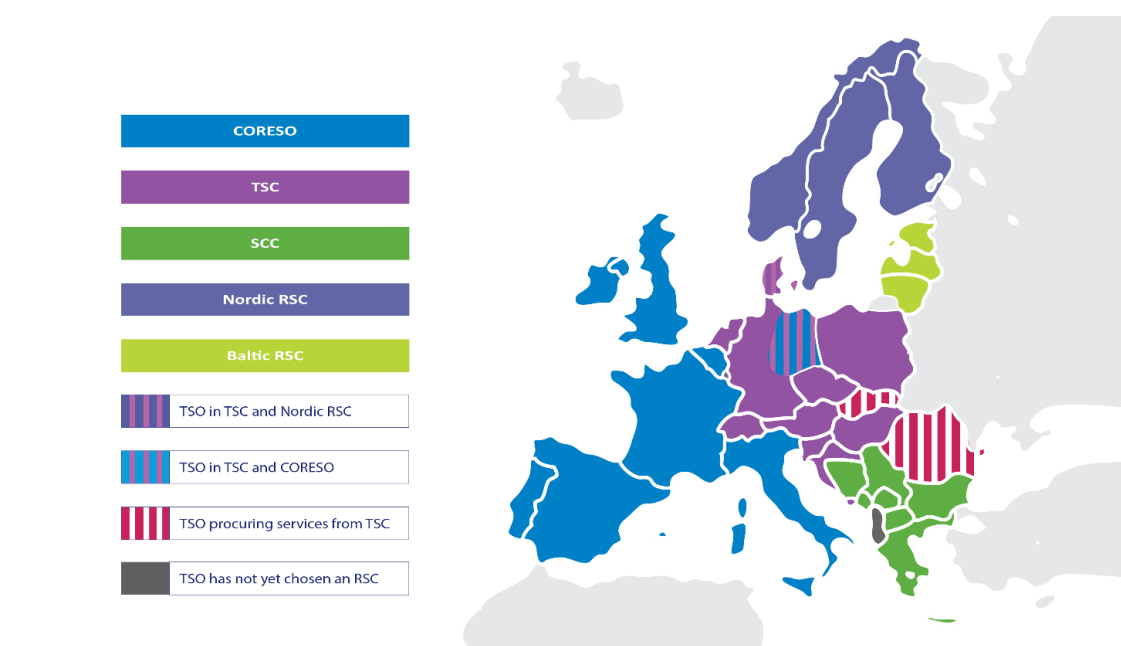 CORESO
TSC
SCC
Nordic RSC
Baltic RSC
TSO in TSC and Nordic RSC
TSO in TSC and CORESO
TSO procuring services from TSC
TSO has not yet chosen an RSC